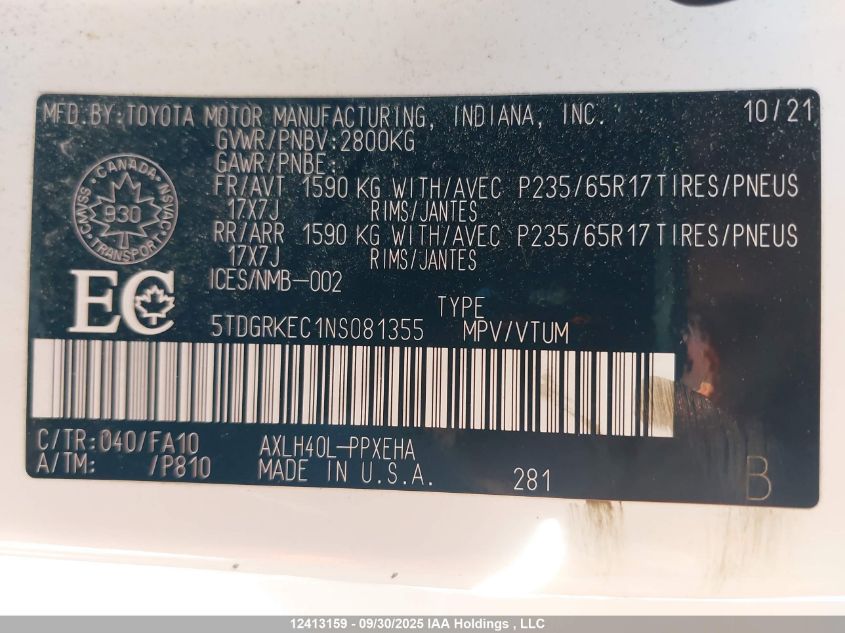 MFD.BY:TOYOTA MOTOR MANUFACTURING, INDIANA, INC. 10/21
GVWR/PNBV:2800KG
GAWR/PNBE:
FR/AVT 1590 KG WITH/AVEC P235/65R17 TIRES/PNEUS
17X7J RIMS/JANTES
RR/ARR 1590 KG WITH/AVEC P235/65R17 TIRES/PNEUS
17X7J RIMS/JANTES
ICES/NMB-002
CANADA
CMVSS NSVAC
930
TRANSPORT
EC
TYPE
5TDGRKEC1NS081355 MPV/VTUM
C/TR:040/FA10 AXLH40L-PPXEHA
A/TM: /P810 MADE IN U.S.A. 281 B
12413159 - 09/30/2025 IAA Holdings , LLC